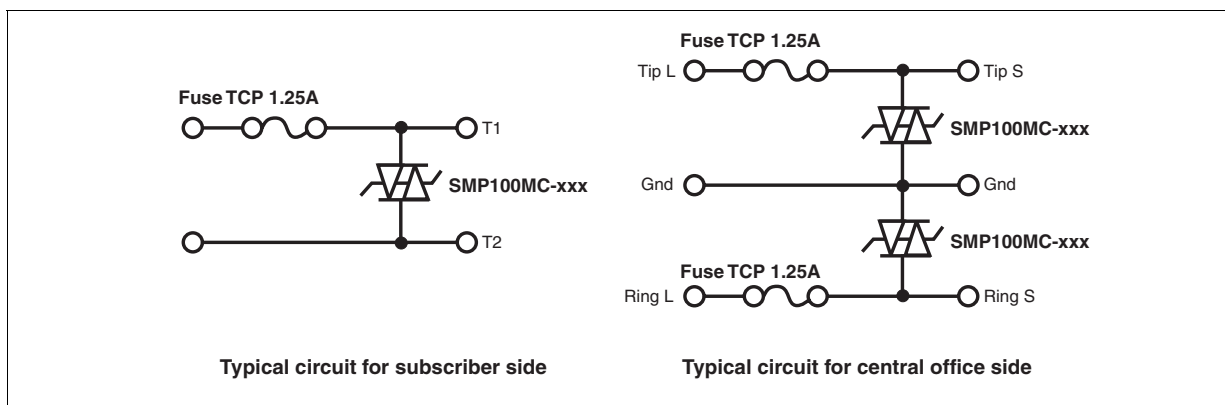 Fuse TCP 1.25A
T1
SMP100MC-xxx
T2
Typical circuit for subscriber side
Fuse TCP 1.25A
Tip L
Tip S
SMP100MC-xxx
Gnd
Gnd
SMP100MC-xxx
Fuse TCP 1.25A
Ring L
Ring S
Typical circuit for central office side